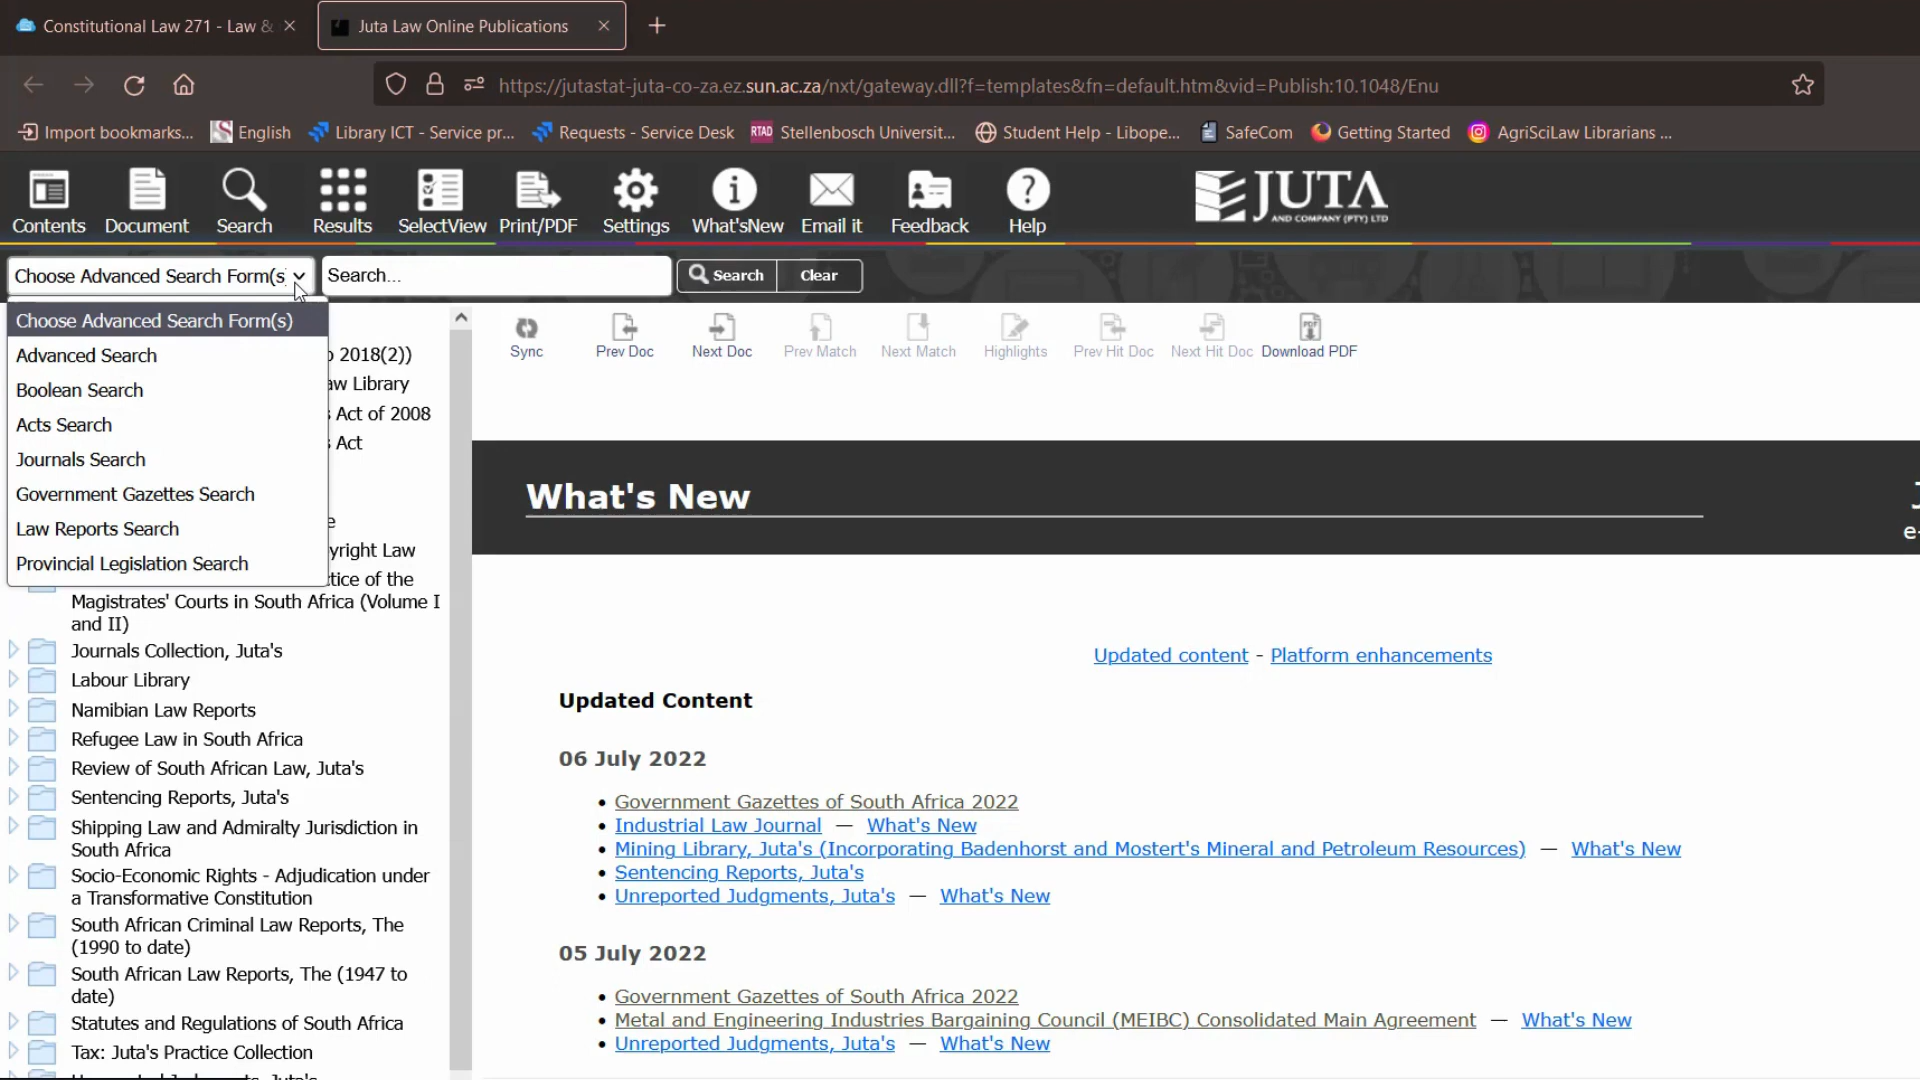 Constitutional Law 271 - Law &
Juta Law Online Publications
https://jutastat-juta-co-za.ez.sun.ac.za/nxt/gateway.dll?f=templates&fn=default.htm&vid=Publish:10.1048/Enu
Import bookmarks... English Library ICT - Service pr... Requests - Service Desk RTAD Stellenbosch Universit... Student Help - Libope... SafeCom Getting Started AgriSciLaw Librarians ...
Contents Document Search Results SelectView Print/PDF Settings What'sNew Email it Feedback Help
JUTA
AND COMPANY (PTY) LTD
Choose Advanced Search Form(s Search... Search Clear
Choose Advanced Search Form(s)
Advanced Search
Boolean Search
Acts Search
Journals Search
Government Gazettes Search
Law Reports Search
Provincial Legislation Search
2018(2))
aw Library
Act of 2008
Act
e
yright Law
tice of the
Magistrates' Courts in South Africa (Volume I
and II)
Journals Collection, Juta's
Labour Library
Namibian Law Reports
Refugee Law in South Africa
Review of South African Law, Juta's
Sentencing Reports, Juta's
Shipping Law and Admiralty Jurisdiction in
South Africa
Socio-Economic Rights - Adjudication under
a Transformative Constitution
South African Criminal Law Reports, The
(1990 to date)
South African Law Reports, The (1947 to
date)
Statutes and Regulations of South Africa
Tax: Juta's Practice Collection
Sync Prev Doc Next Doc Prev Match Next Match Highlights Prev Hit Doc Next Hit Doc Download PDF
What's New
e-
Updated content - Platform enhancements
Updated Content
06 July 2022
• Government Gazettes of South Africa 2022
• Industrial Law Journal — What's New
• Mining Library, Juta's (Incorporating Badenhorst and Mostert's Mineral and Petroleum Resources) — What's New
• Sentencing Reports, Juta's
• Unreported Judgments, Juta's — What's New
05 July 2022
• Government Gazettes of South Africa 2022
• Metal and Engineering Industries Bargaining Council (MEIBC) Consolidated Main Agreement — What's New
• Unreported Judgments, Juta's — What's New